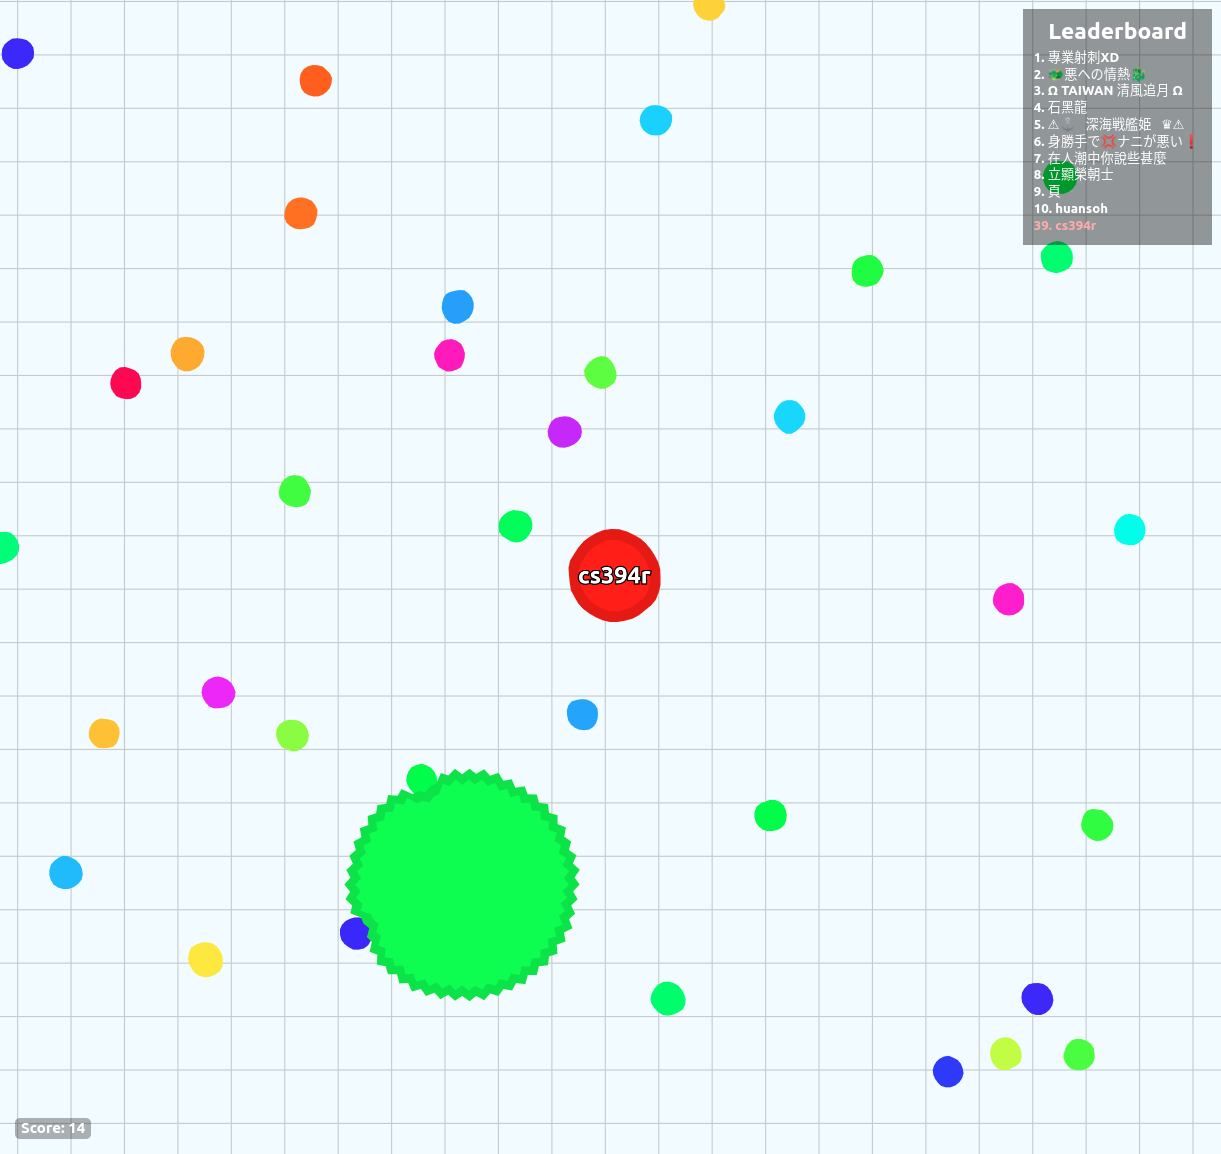 Leaderboard
1. 專業射刺XD
2. 🐲悪への情熱🐉
3. Ω TAIWAN 清風追月 Ω
4. 石黑龍
5. ⚠⚓ 深海戦艦姫 ♛⚠
6. 身勝手で💢ナニが悪い❗
7. 在人潮中你說些甚麼
8. 立顯榮朝士
9. 頁
10. huansoh
39. cs394r
cs394r
Score: 14